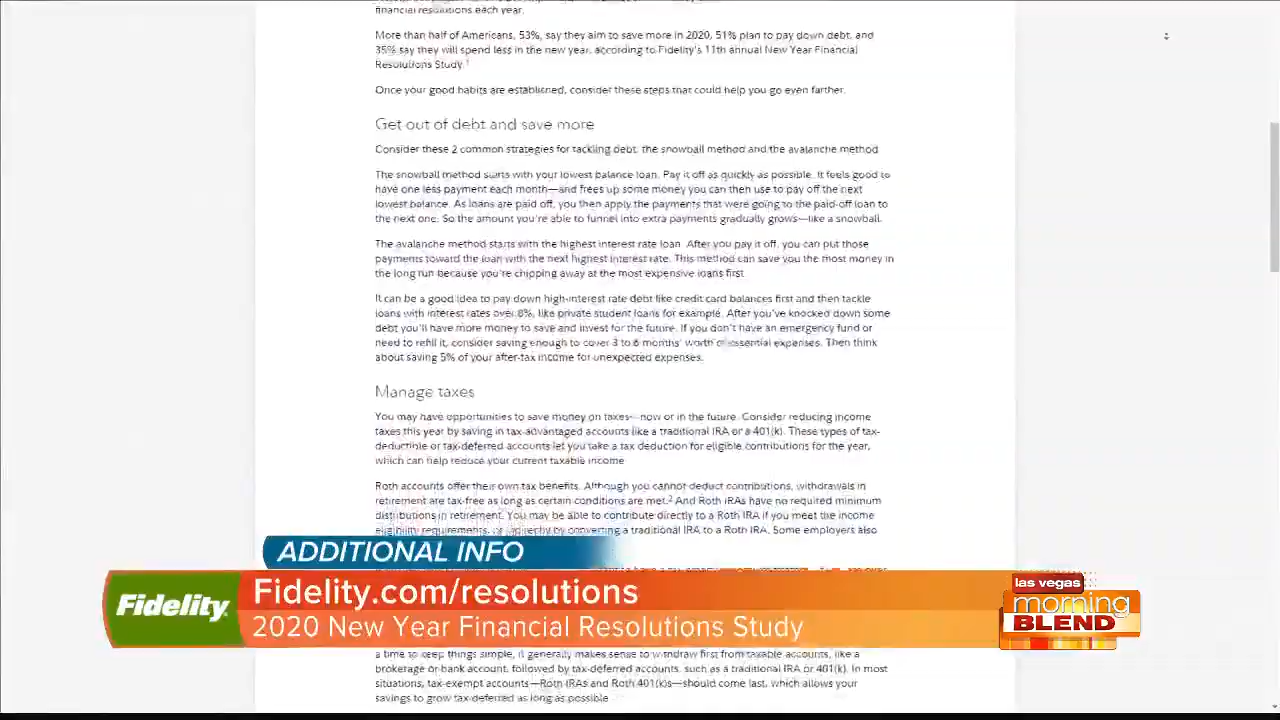 financial resolutions each year.
More than half of Americans, 53%, say they aim to save more in 2020, 51% plan to pay down debt, and
35% say they will spend less in the new year, according to Fidelity's 11th annual New Year Financial
Resolutions Study.¹
Once your good habits are established, consider these steps that could help you go even farther.
Get out of debt and save more
Consider these 2 common strategies for tackling debt, the snowball method and the avalanche method
The snowball method starts with your lowest balance loan. Pay it off as quickly as possible. It feels good to
have one less payment each month—and frees up some money you can then use to pay off the next
lowest balance. As loans are paid off, you then apply the payments that were going to the paid-off loan to
the next one. So the amount you're able to funnel into extra payments gradually grows—like a snowball.
The avalanche method starts with the highest interest rate loan. After you pay it off, you can put those
payments toward the loan with the next highest interest rate. This method can save you the most money in
the long run because you're chipping away at the most expensive loans first
It can be a good idea to pay down high-interest rate debt like credit card balances first and then tackle
loans with interest rates over 8%, like private student loans for example. After you've knocked down some
debt you'll have more money to save and invest for the future. If you don't have an emergency fund or
need to refill it, consider saving enough to cover 3 to 6 months' worth of essential expenses. Then think
about saving 5% of your after-tax income for unexpected expenses.
Manage taxes
You may have opportunities to save money on taxes—now or in the future. Consider reducing income
taxes this year by saving in tax-advantaged accounts like a traditional IRA or a 401(k). These types of tax-
deductible or tax-deferred accounts let you take a tax deduction for eligible contributions for the year,
which can help reduce your current taxable income
Roth accounts offer their own tax benefits. Although you cannot deduct contributions, withdrawals in
retirement are tax-free as long as certain conditions are met.² And Roth IRAs have no required minimum
distributions in retirement. You may be able to contribute directly to a Roth IRA if you meet the income
eligibility requirements, or indirectly by converting a traditional IRA to a Roth IRA. Some employers also
ADDITIONAL INFO
Fidelity
Fidelity.com/resolutions
2020 New Year Financial Resolutions Study
las vegas
morning
BLEND
a time to keep things simple, it generally makes sense to withdraw first from taxable accounts, like a
brokerage or bank account, followed by tax-deferred accounts, such as a traditional IRA or 401(k). In most
situations, tax-exempt accounts—Roth IRAs and Roth 401(k)s—should come last, which allows your
savings to grow tax-deferred as long as possible